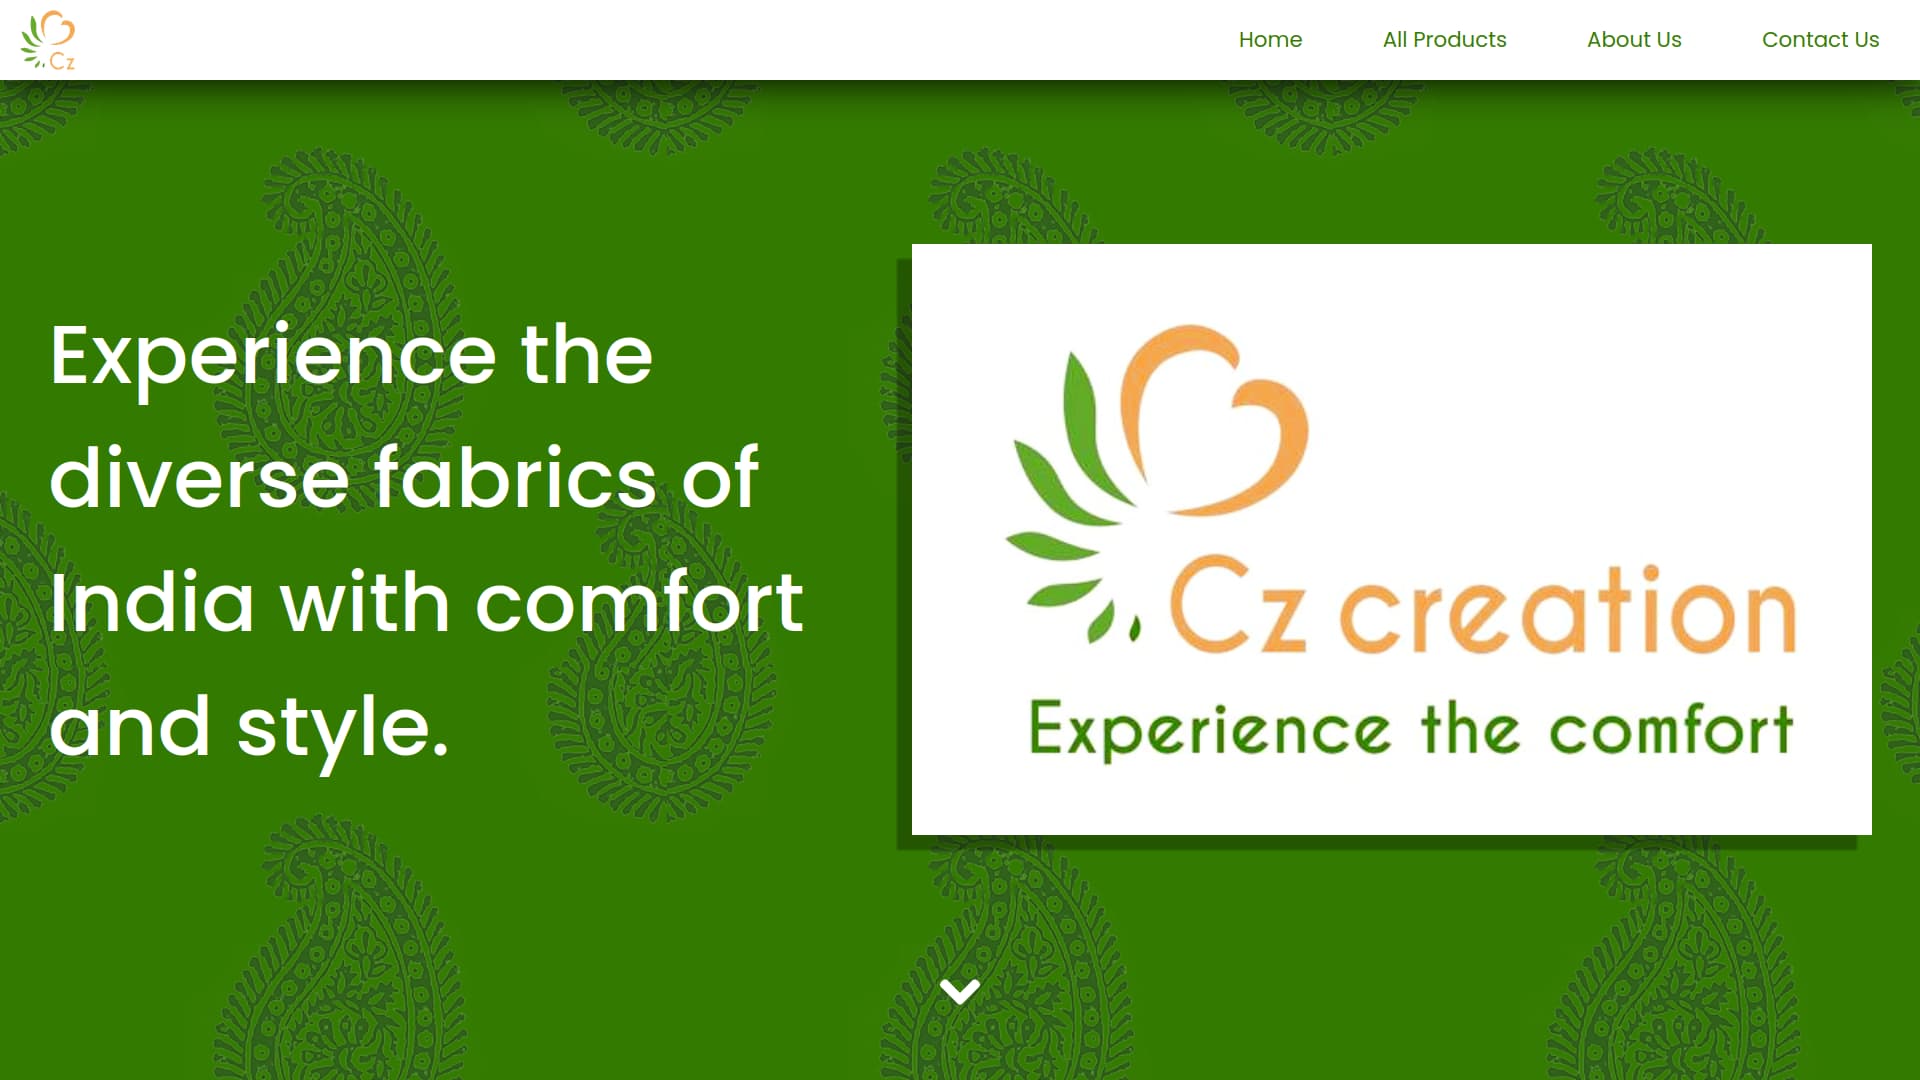 Cz
Home
All Products
About Us
Contact Us
Experience the
diverse fabrics of
India with comfort
and style.
Cz creation
Experience the comfort